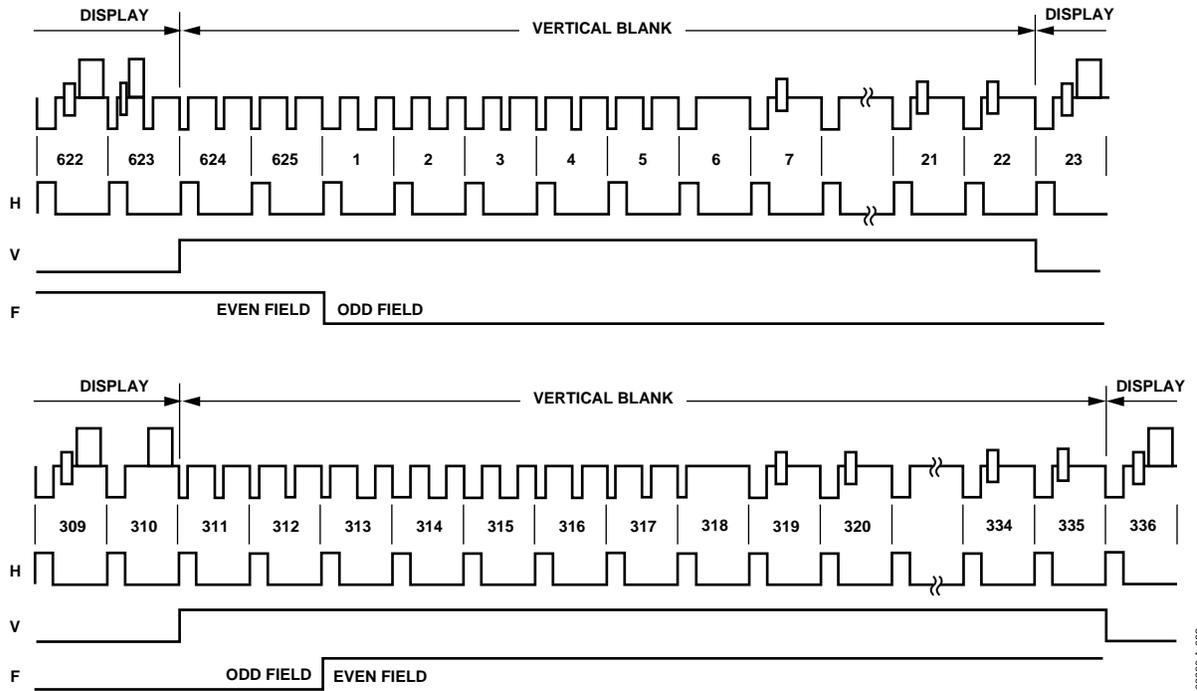 DISPLAY
VERTICAL BLANK
DISPLAY
622 623 624 625 1 2 3 4 5 6 7 21 22 23
H
V
EVEN FIELD ODD FIELD
F
DISPLAY
VERTICAL BLANK
DISPLAY
309 310 311 312 313 314 315 316 317 318 319 320 334 335 336
H
V
ODD FIELD EVEN FIELD
F